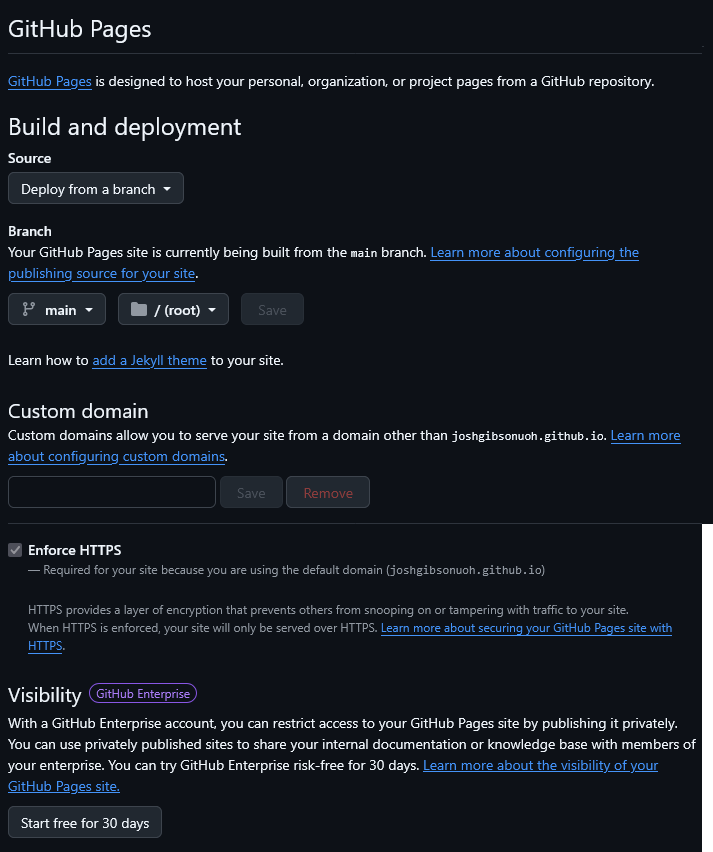 GitHub Pages
GitHub Pages is designed to host your personal, organization, or project pages from a GitHub repository.
Build and deployment
Source
Deploy from a branch
Branch
Your GitHub Pages site is currently being built from the main branch. Learn more about configuring the
publishing source for your site.
main / (root) Save
Learn how to add a Jekyll theme to your site.
Custom domain
Custom domains allow you to serve your site from a domain other than joshgibsonuoh.github.io. Learn more
about configuring custom domains.
Save Remove
Enforce HTTPS
— Required for your site because you are using the default domain (joshgibsonuoh.github.io)
HTTPS provides a layer of encryption that prevents others from snooping on or tampering with traffic to your site.
When HTTPS is enforced, your site will only be served over HTTPS. Learn more about securing your GitHub Pages site with
HTTPS.
Visibility GitHub Enterprise
With a GitHub Enterprise account, you can restrict access to your GitHub Pages site by publishing it privately.
You can use privately published sites to share your internal documentation or knowledge base with members of
your enterprise. You can try GitHub Enterprise risk-free for 30 days. Learn more about the visibility of your
GitHub Pages site.
Start free for 30 days